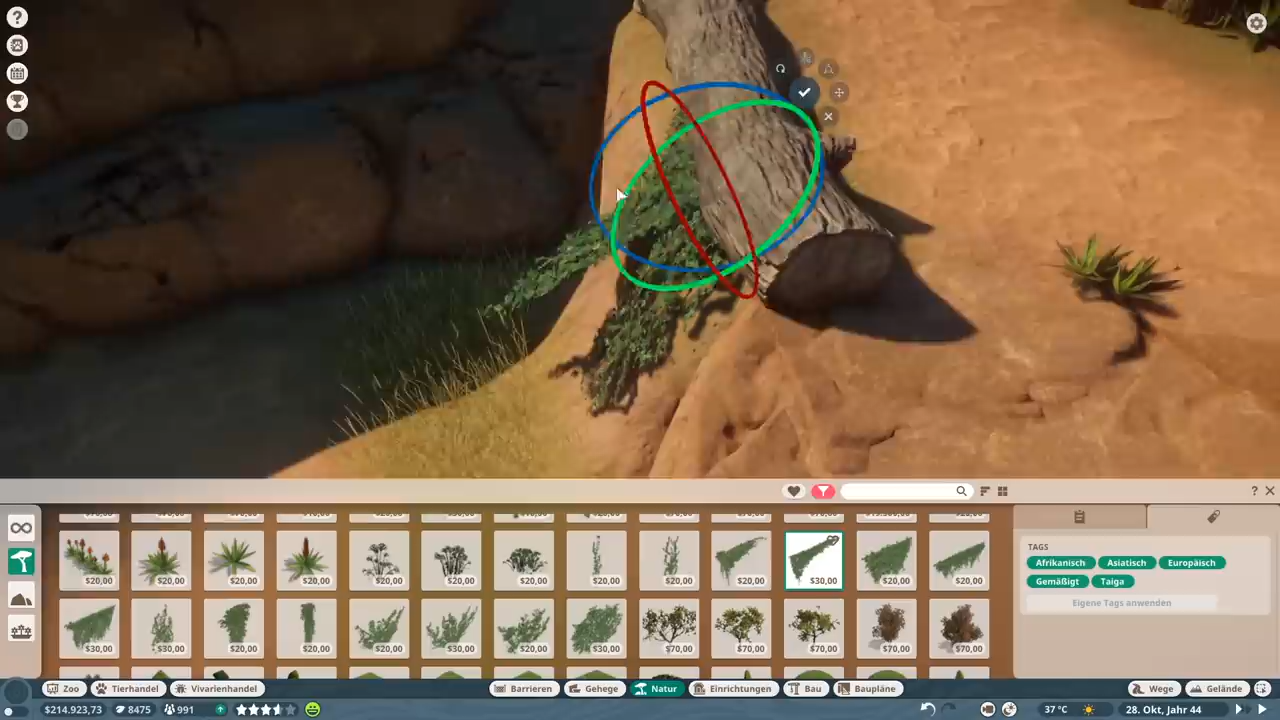 TAGS
Afrikanisch Asiatisch Europäisch
$20,00 $20,00 $20,00 $20,00 $20,00 $20,00 $20,00 $20,00 $20,00 $20,00 $30,00 $20,00 $20,00
Gemäßigt Taiga
Eigene Tags anwenden
$30,00 $30,00 $20,00 $20,00 $20,00 $30,00 $20,00 $30,00 $70,00 $70,00 $70,00 $70,00 $70,00
Zoo Tierhandel Vivarienhandel Barrieren Gehege Natur Einrichtungen Bau Baupläne Wege Gelände
$214.923,73 8475 991 37 °C 28. Okt, Jahr 44